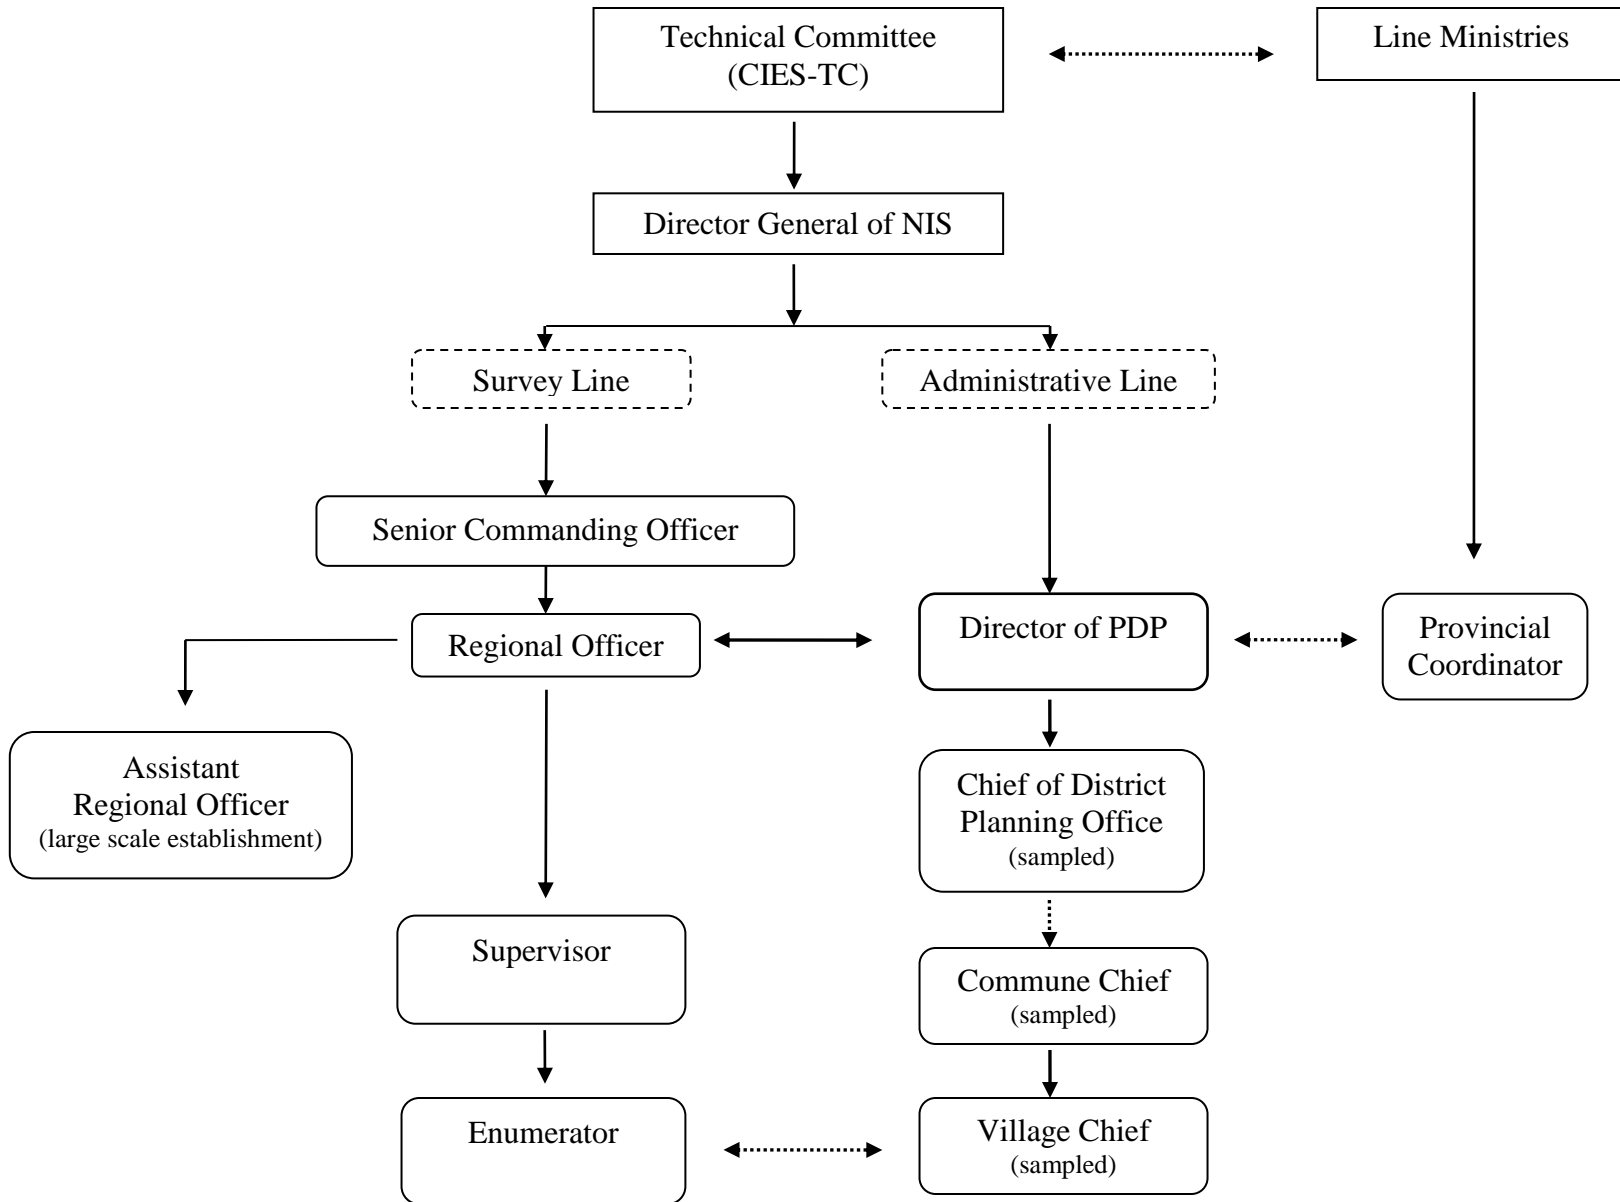 Technical Committee
(CIES-TC)
Line Ministries
Director General of NIS
Survey Line
Administrative Line
Senior Commanding Officer
Regional Officer
Director of PDP
Provincial
Coordinator
Assistant
Regional Officer
(large scale establishment)
Chief of District
Planning Office
(sampled)
Supervisor
Commune Chief
(sampled)
Enumerator
Village Chief
(sampled)